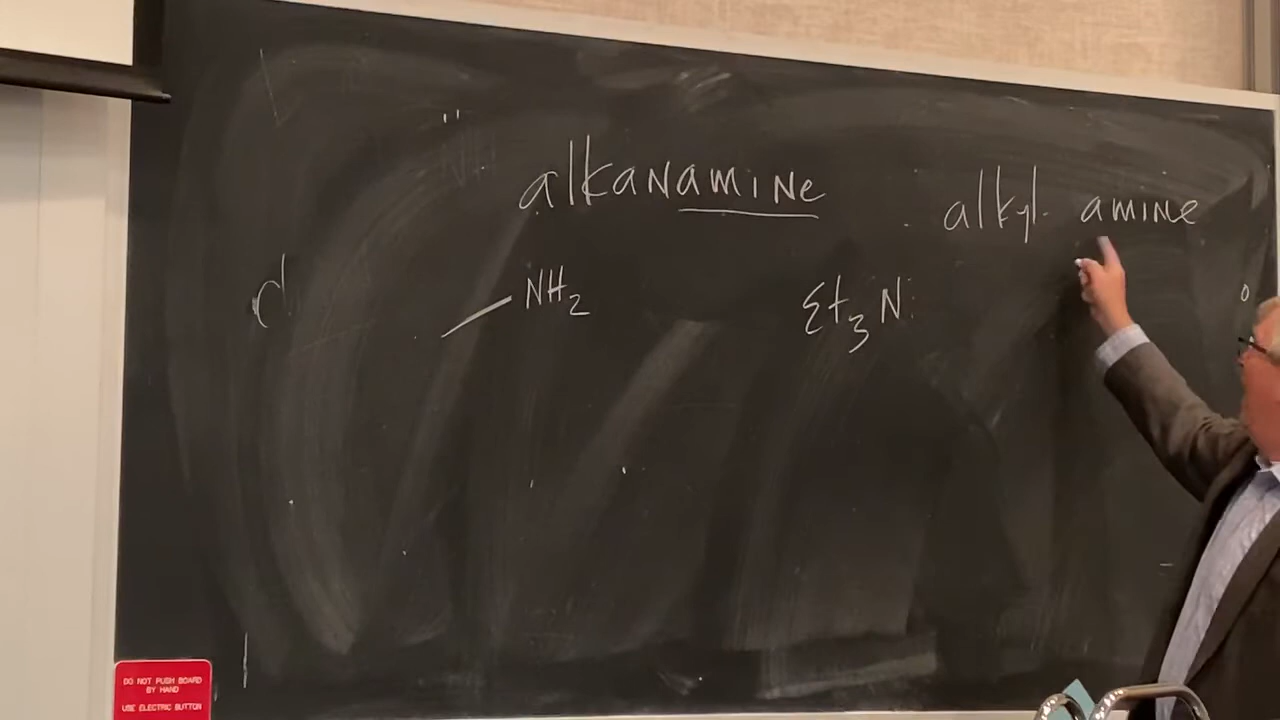 alkanamine
alkyl amine
d
NH2
Et3N:
DO NOT PUSH BOARD
BY HAND
USE ELECTRIC BUTTON